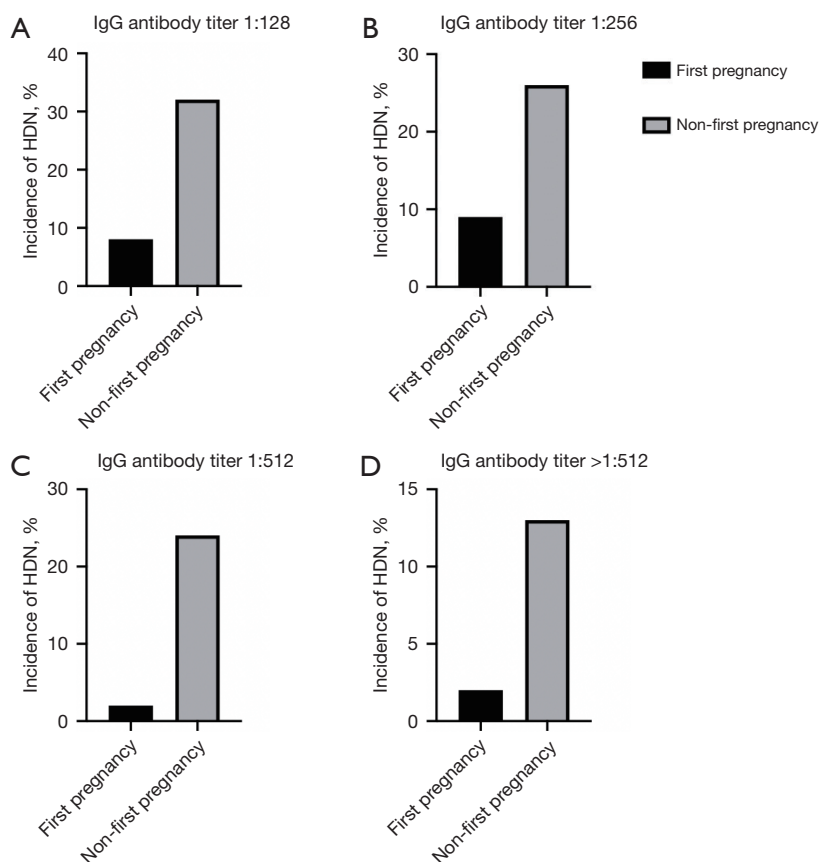 A
IgG antibody titer 1:128
Incidence of HDN, %
40
30
20
10
0
First pregnancy
Non-first pregnancy
B
IgG antibody titer 1:256
Incidence of HDN, %
30
20
10
0
First pregnancy
Non-first pregnancy
First pregnancy
Non-first pregnancy
C
IgG antibody titer 1:512
Incidence of HDN, %
30
20
10
0
First pregnancy
Non-first pregnancy
D
IgG antibody titer >1:512
Incidence of HDN, %
15
10
5
0
First pregnancy
Non-first pregnancy